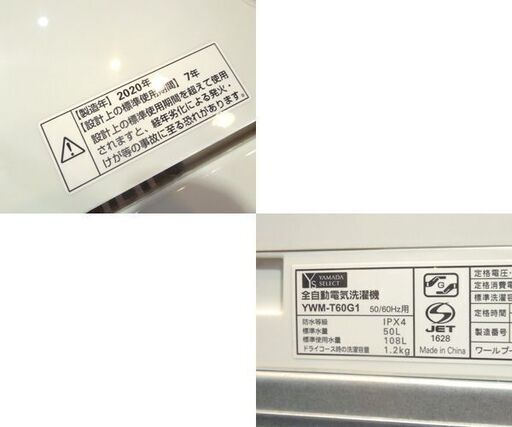 【製造年】2020年
【設計上の標準使用期間】7年
設計上の標準使用期間を超えて使用
されますと、経年劣化による発火・
けが等の事故に至る恐れがあります。
YS YAMADA SELECT
全自動電気洗濯機
YWM-T60G1 50/60Hz用
防水等級 IPX4
標準水量 50L
標準使用水量 108L
ドライコース時の洗濯容量 1.2kg
G
S
JET
1628
Made in China
定格電圧・
定格消費電
標準洗濯容
定格時間
製造番号
ワールプー